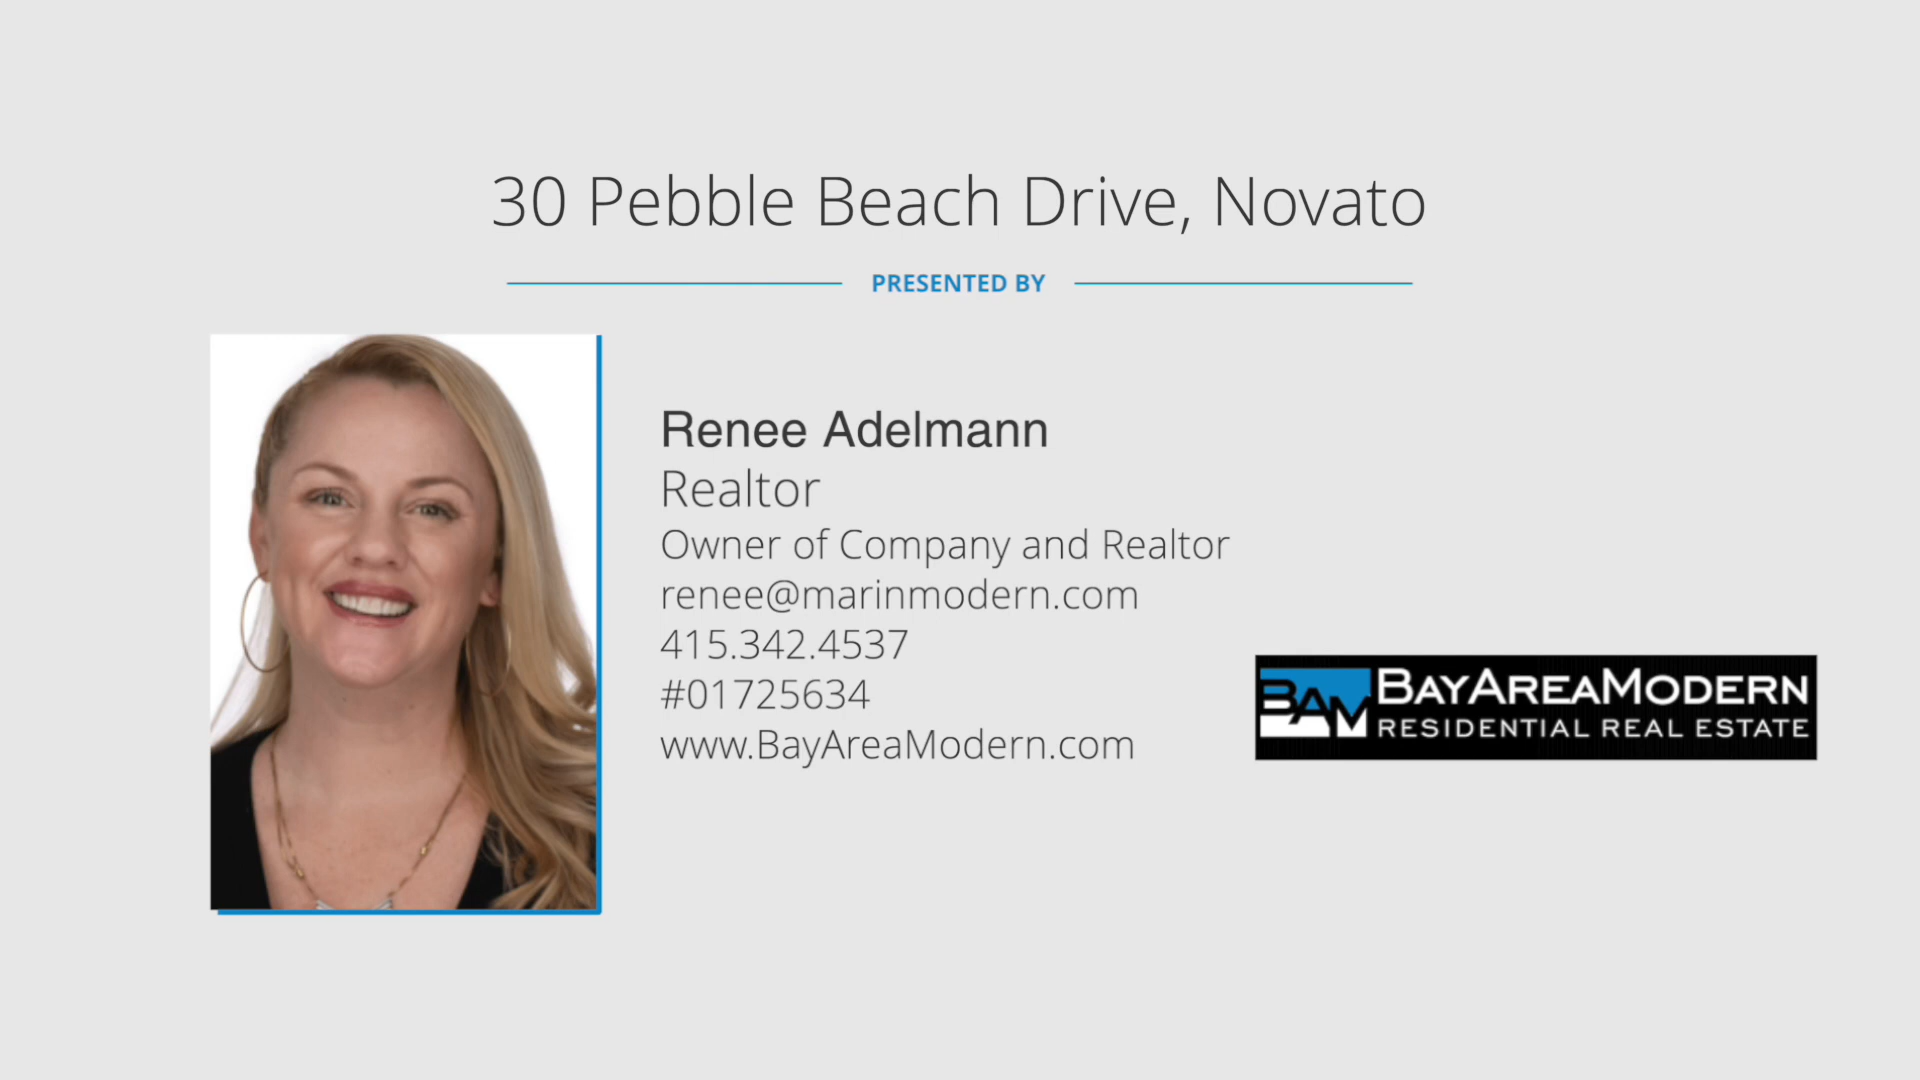 30 Pebble Beach Drive, Novato
PRESENTED BY
Renee Adelmann
Realtor
Owner of Company and Realtor
renee@marinmodern.com
415.342.4537
#01725634
www.BayAreaModern.com
BAM
BAYAREAMODERN
RESIDENTIAL REAL ESTATE